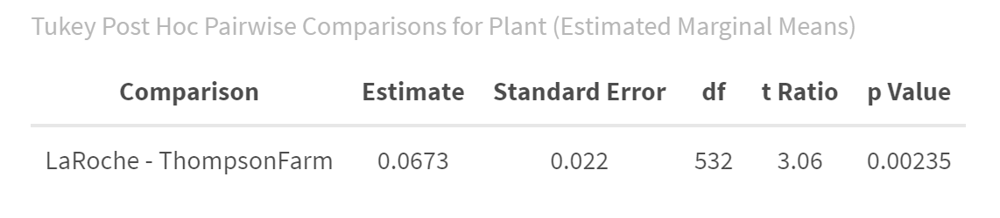 Tukey Post Hoc Pairwise Comparisons for Plant (Estimated Marginal Means)
Comparison Estimate Standard Error df t Ratio p Value
LaRoche - ThompsonFarm 0.0673 0.022 532 3.06 0.00235